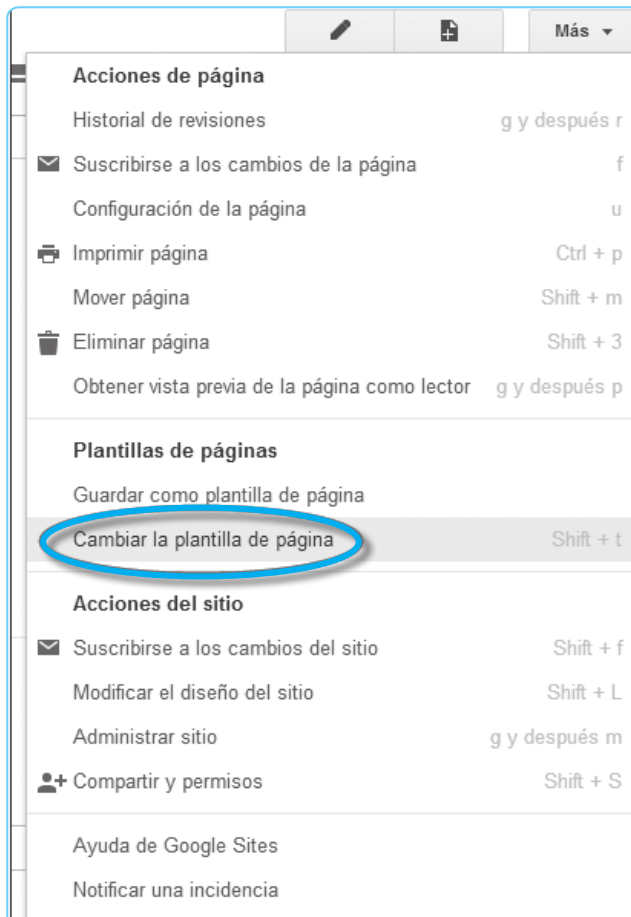 Más
Acciones de página
Historial de revisiones g y después r
Suscribirse a los cambios de la página f
Configuración de la página u
Imprimir página Ctrl + p
Mover página Shift + m
Eliminar página Shift + 3
Obtener vista previa de la página como lector g y después p
Plantillas de páginas
Guardar como plantilla de página
Cambiar la plantilla de página Shift + t
Acciones del sitio
Suscribirse a los cambios del sitio Shift + f
Modificar el diseño del sitio Shift + L
Administrar sitio g y después m
Compartir y permisos Shift + S
Ayuda de Google Sites
Notificar una incidencia